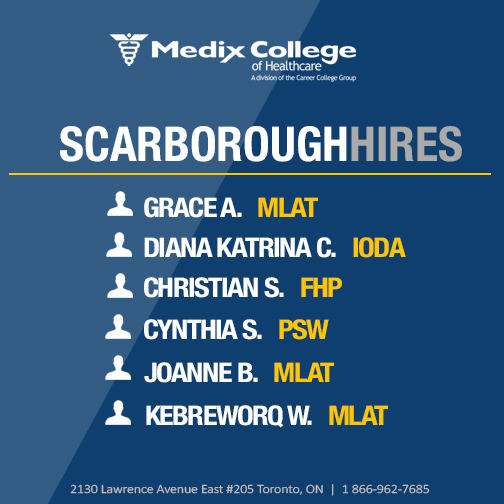 Medix College
of Healthcare
A division of the Career College Group
SCARBOROUGHHIRES
GRACE A. MLAT
DIANA KATRINA C. IODA
CHRISTIAN S. FHP
CYNTHIA S. PSW
JOANNE B. MLAT
KEBREWORQ W. MLAT
2130 Lawrence Avenue East #205 Toronto, ON | 1 866-962-7685